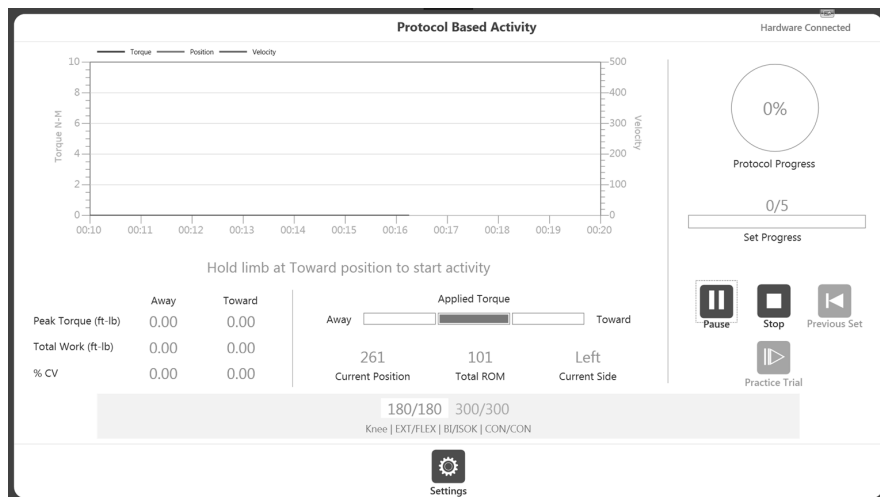 Protocol Based Activity
Hardware Connected
Torque Position Velocity
10
8
6
4
2
0
Torque N-M
500
400
300
200
100
0
Velocity
00:10 00:11 00:12 00:13 00:14 00:15 00:16 00:17 00:18 00:19 00:20
0%
Protocol Progress
0/5
Set Progress
Hold limb at Toward position to start activity
Away Toward
Peak Torque (ft-lb) 0.00 0.00
Total Work (ft-lb) 0.00 0.00
% CV 0.00 0.00
Applied Torque
Away Toward
261 101 Left
Current Position Total ROM Current Side
Pause Stop Previous Set
Practice Trial
180/180 300/300
Knee | EXT/FLEX | BI/ISOK | CON/CON
Settings